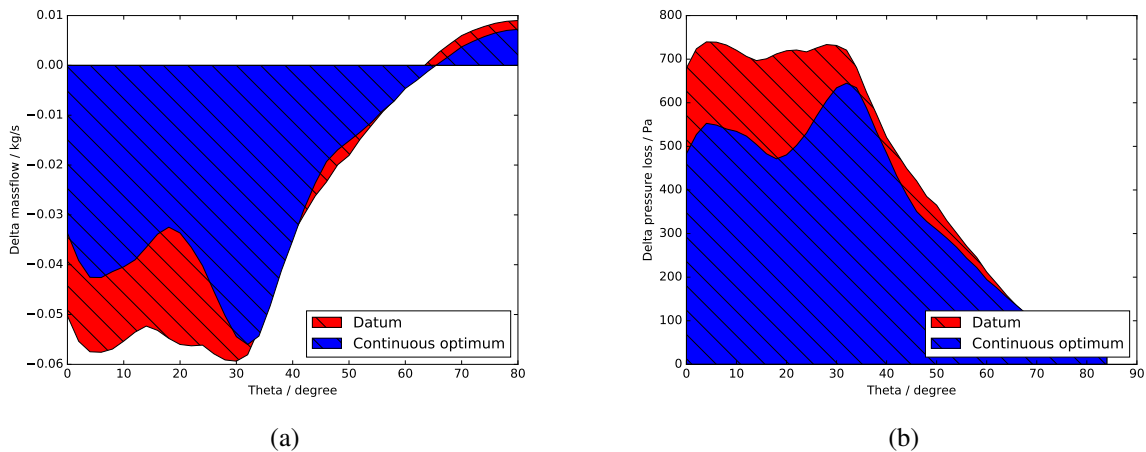 0.01
0.00
−0.01
−0.02
−0.03
−0.04
−0.05
−0.06
Delta massflow / kg/s
0 10 20 30 40 50 60 70 80
Theta / degree
Datum
Continuous optimum
(a)
800
700
600
500
400
300
200
100
0
Delta pressure loss / Pa
0 10 20 30 40 50 60 70 80 90
Theta / degree
Datum
Continuous optimum
(b)